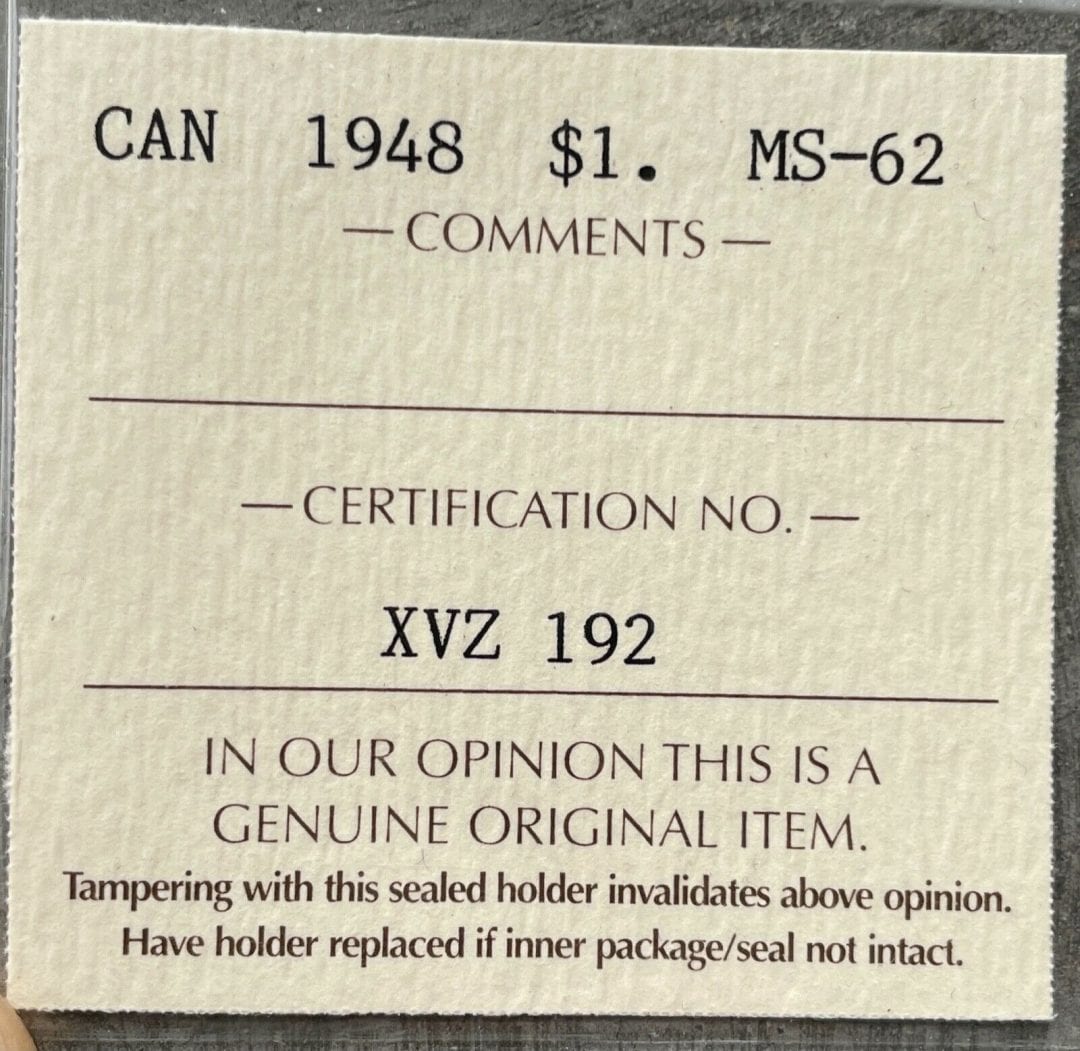 CAN 1948 $1. MS-62
— COMMENTS —
— CERTIFICATION NO. —
XVZ 192
IN OUR OPINION THIS IS A
GENUINE ORIGINAL ITEM.
Tampering with this sealed holder invalidates above opinion.
Have holder replaced if inner package/seal not intact.